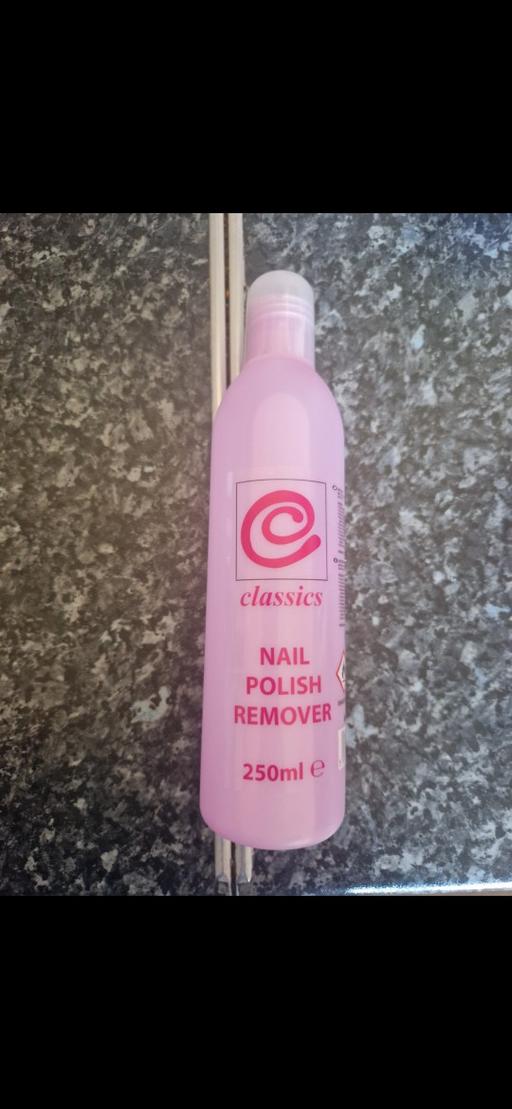 classics
NAIL
POLISH
REMOVER
250ml ℮